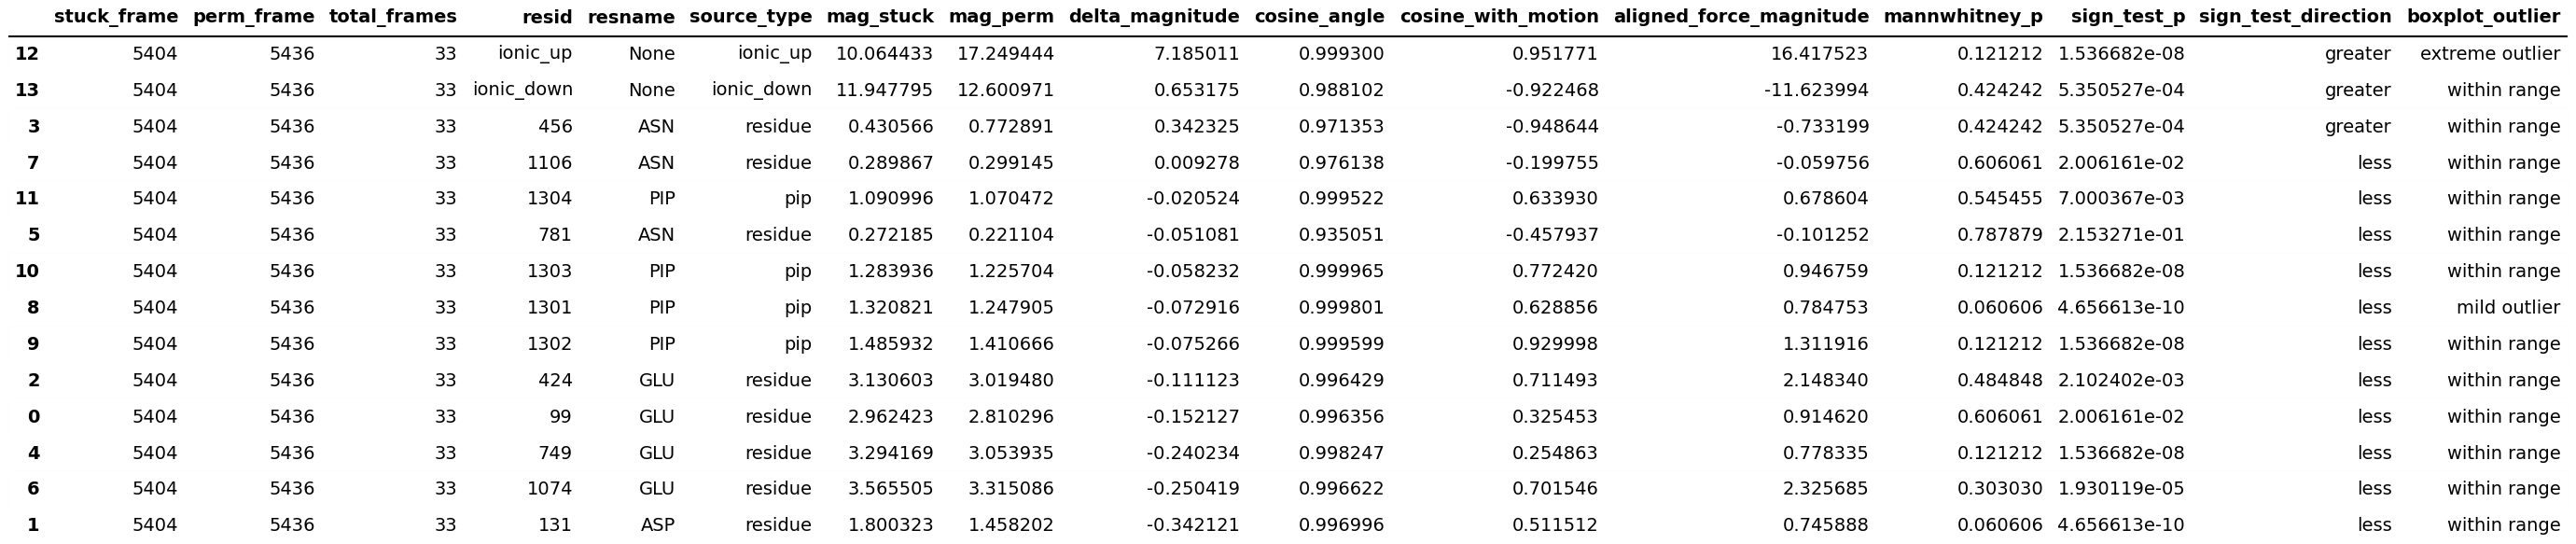 stuck_frame perm_frame total_frames resid resname source_type mag_stuck mag_perm delta_magnitude cosine_angle cosine_with_motion aligned_force_magnitude mannwhitney_p sign_test_p sign_test_direction boxplot_outlier
12 5404 5436 33 ionic_up None ionic_up 10.064433 17.249444 7.185011 0.999300 0.951771 16.417523 0.121212 1.536682e-08 greater extreme outlier
13 5404 5436 33 ionic_down None ionic_down 11.947795 12.600971 0.653175 0.988102 -0.922468 -11.623994 0.424242 5.350527e-04 greater within range
3 5404 5436 33 456 ASN residue 0.430566 0.772891 0.342325 0.971353 -0.948644 -0.733199 0.424242 5.350527e-04 greater within range
7 5404 5436 33 1106 ASN residue 0.289867 0.299145 0.009278 0.976138 -0.199755 -0.059756 0.606061 2.006161e-02 less within range
11 5404 5436 33 1304 PIP pip 1.090996 1.070472 -0.020524 0.999522 0.633930 0.678604 0.545455 7.000367e-03 less within range
5 5404 5436 33 781 ASN residue 0.272185 0.221104 -0.051081 0.935051 -0.457937 -0.101252 0.787879 2.153271e-01 less within range
10 5404 5436 33 1303 PIP pip 1.283936 1.225704 -0.058232 0.999965 0.772420 0.946759 0.121212 1.536682e-08 less within range
8 5404 5436 33 1301 PIP pip 1.320821 1.247905 -0.072916 0.999801 0.628856 0.784753 0.060606 4.656613e-10 less mild outlier
9 5404 5436 33 1302 PIP pip 1.485932 1.410666 -0.075266 0.999599 0.929998 1.311916 0.121212 1.536682e-08 less within range
2 5404 5436 33 424 GLU residue 3.130603 3.019480 -0.111123 0.996429 0.711493 2.148340 0.484848 2.102402e-03 less within range
0 5404 5436 33 99 GLU residue 2.962423 2.810296 -0.152127 0.996356 0.325453 0.914620 0.606061 2.006161e-02 less within range
4 5404 5436 33 749 GLU residue 3.294169 3.053935 -0.240234 0.998247 0.254863 0.778335 0.121212 1.536682e-08 less within range
6 5404 5436 33 1074 GLU residue 3.565505 3.315086 -0.250419 0.996622 0.701546 2.325685 0.303030 1.930119e-05 less within range
1 5404 5436 33 131 ASP residue 1.800323 1.458202 -0.342121 0.996996 0.511512 0.745888 0.060606 4.656613e-10 less within range